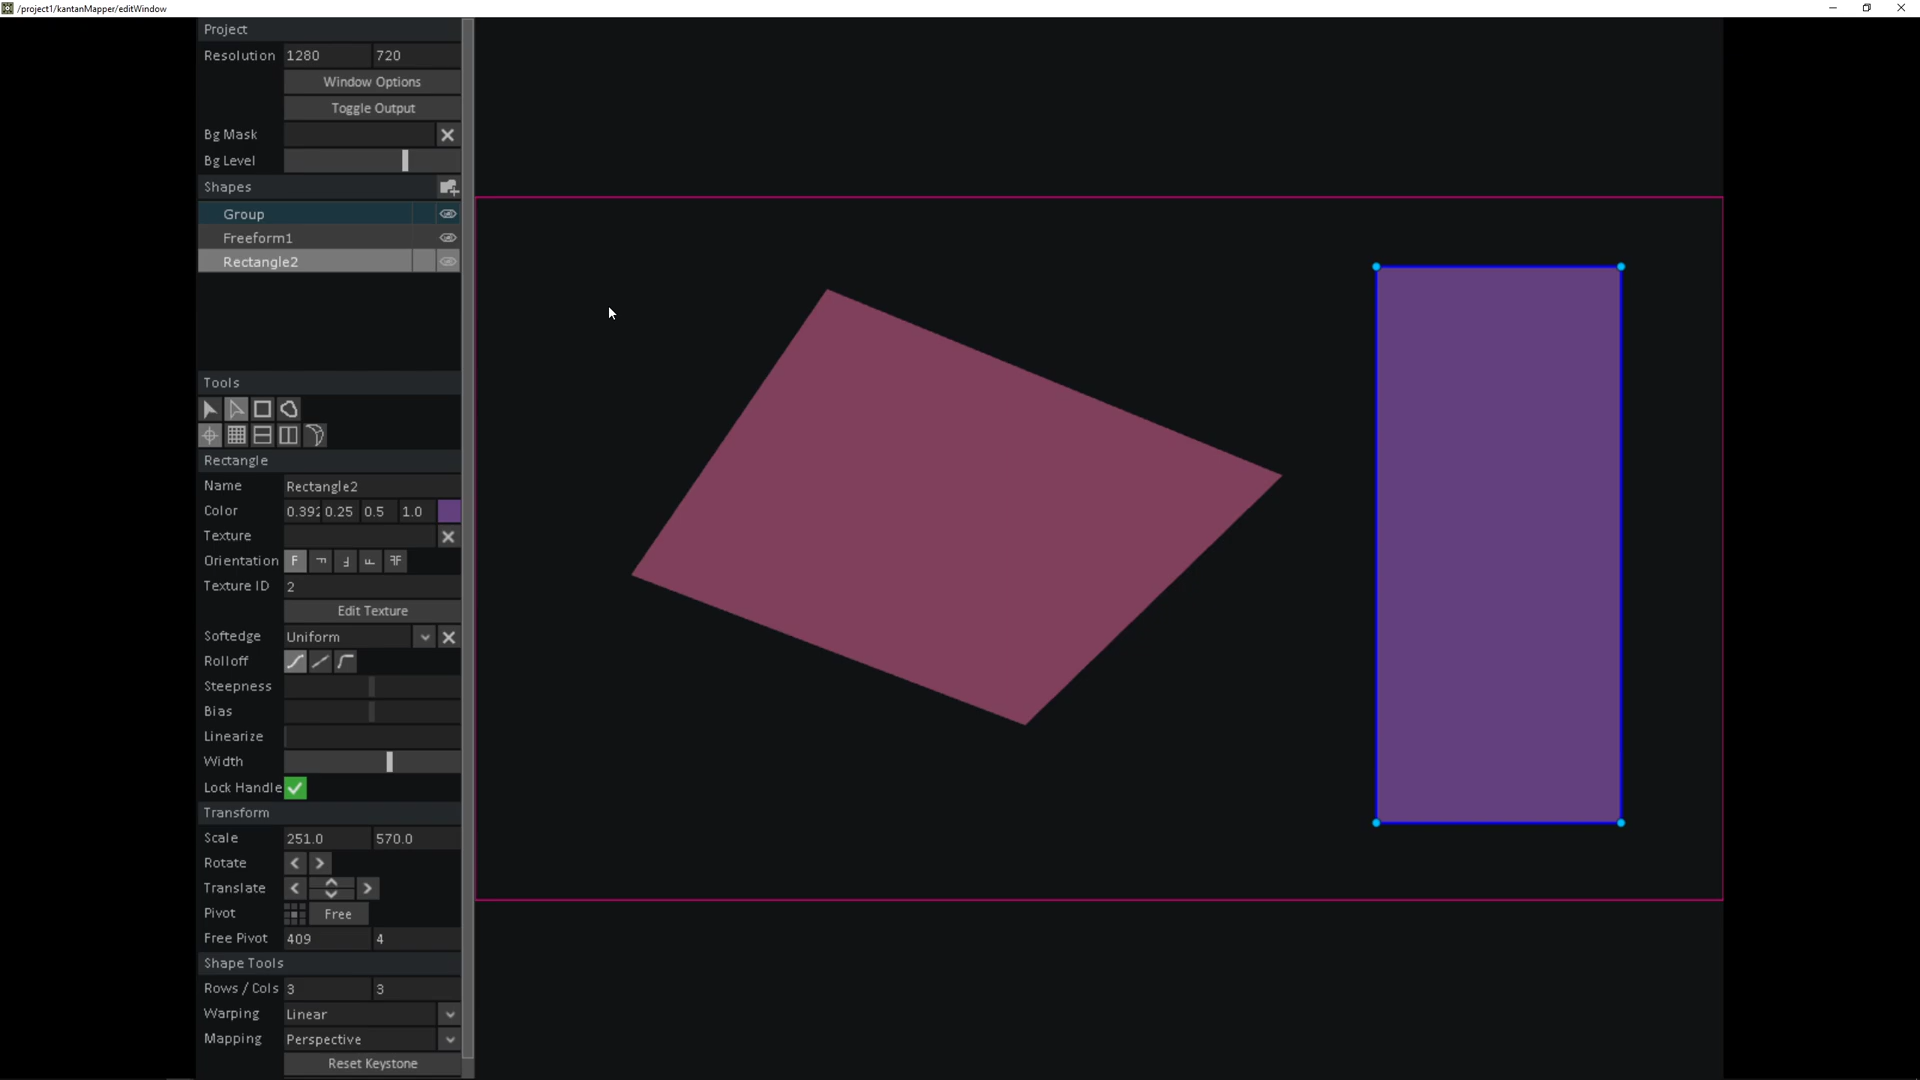 /project1/kantanMapper/editWindow
Project
Resolution 1280 720
Window Options
Toggle Output
Bg Mask
Bg Level
Shapes
Group
Freeform1
Rectangle2
Tools
Rectangle
Name Rectangle2
Color 0.392 0.25 0.5 1.0
Texture
Orientation
Texture ID 2
Edit Texture
Softedge Uniform
Rolloff
Steepness
Bias
Linearize
Width
Lock Handle
Transform
Scale 251.0 570.0
Rotate
Translate
Pivot Free
Free Pivot 409 4
Shape Tools
Rows / Cols 3 3
Warping Linear
Mapping Perspective
Reset Keystone